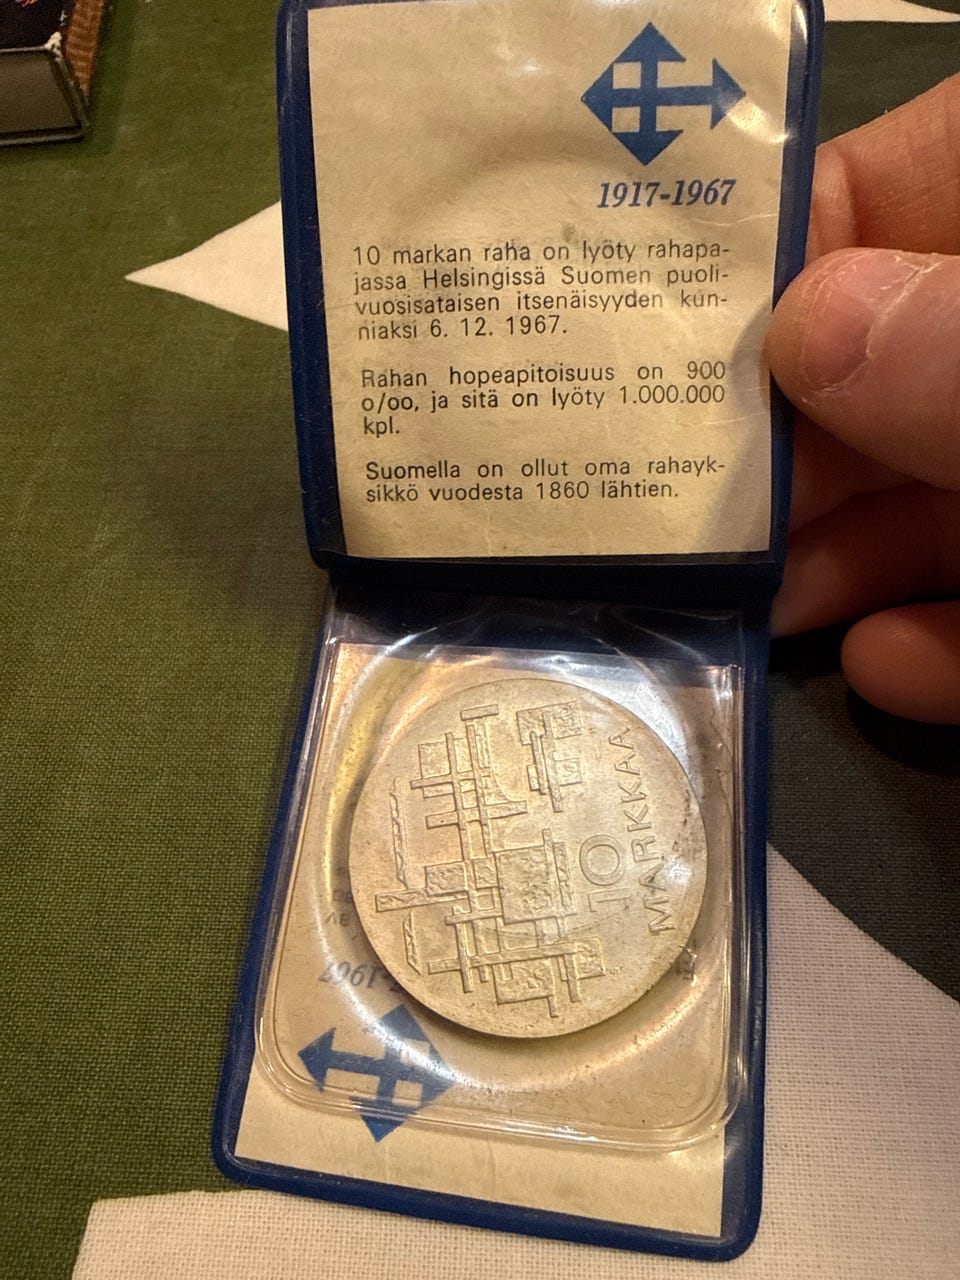 1917-1967
10 markan raha on lyöty rahapa-
jassa Helsingissä Suomen puoli-
vuosisataisen itsenäisyyden kun-
niaksi 6. 12. 1967.
Rahan hopeapitoisuus on 900
o/oo, ja sitä on lyöty 1.000.000
kpl.
Suomella on ollut oma rahayk-
sikkö vuodesta 1860 lähtien.
10
MARKKAA